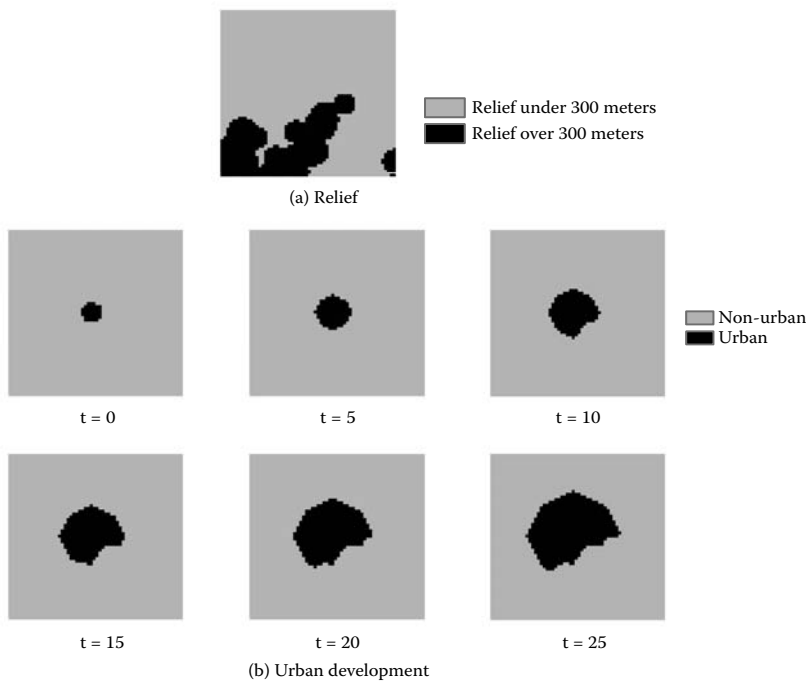 Relief under 300 meters
Relief over 300 meters
(a) Relief
Non-urban
Urban
t = 0
t = 5
t = 10
t = 15
t = 20
t = 25
(b) Urban development